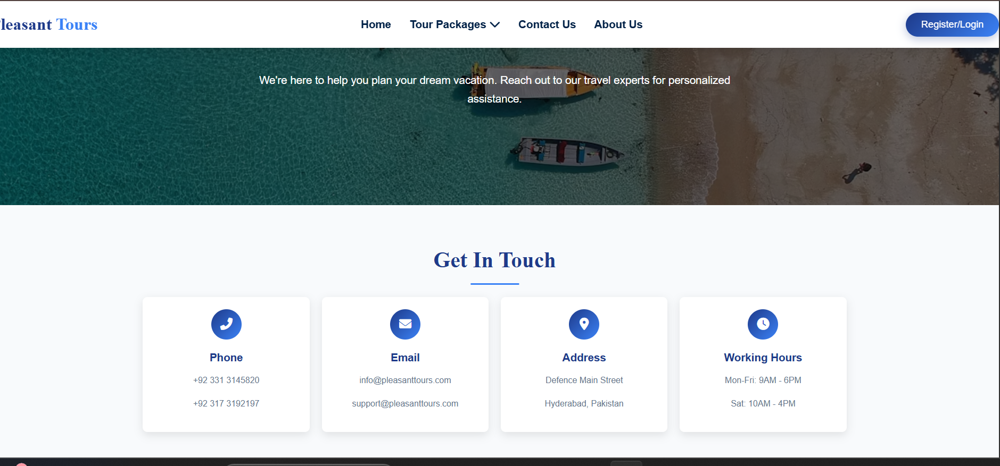 Pleasant Tours
Home
Tour Packages
Contact Us
About Us
Register/Login
We're here to help you plan your dream vacation. Reach out to our travel experts for personalized
assistance.
Get In Touch
Phone
+92 331 3145820
+92 317 3192197
Email
info@pleasanttours.com
support@pleasanttours.com
Address
Defence Main Street
Hyderabad, Pakistan
Working Hours
Mon-Fri: 9AM - 6PM
Sat: 10AM - 4PM